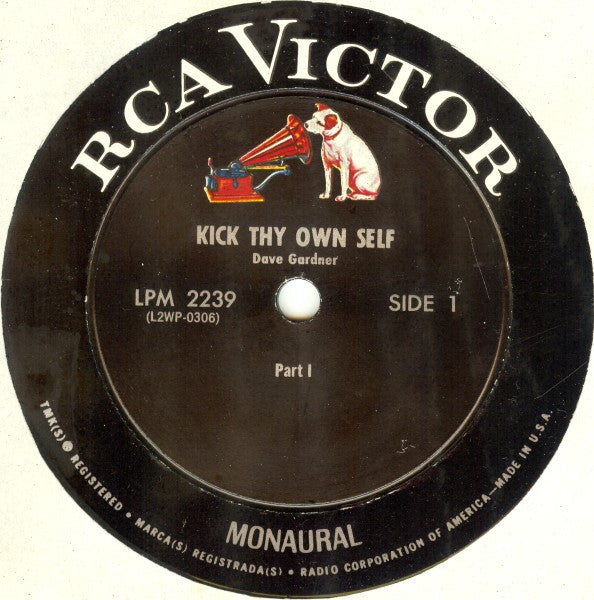 RCA VICTOR
KICK THY OWN SELF
Dave Gardner
LPM 2239
(L2WP-0306)
SIDE 1
Part I
MONAURAL
TMK(S) ® REGISTERED • MARCA(S) REGISTRADA(S) • RADIO CORPORATION OF AMERICA—MADE IN U.S.A.